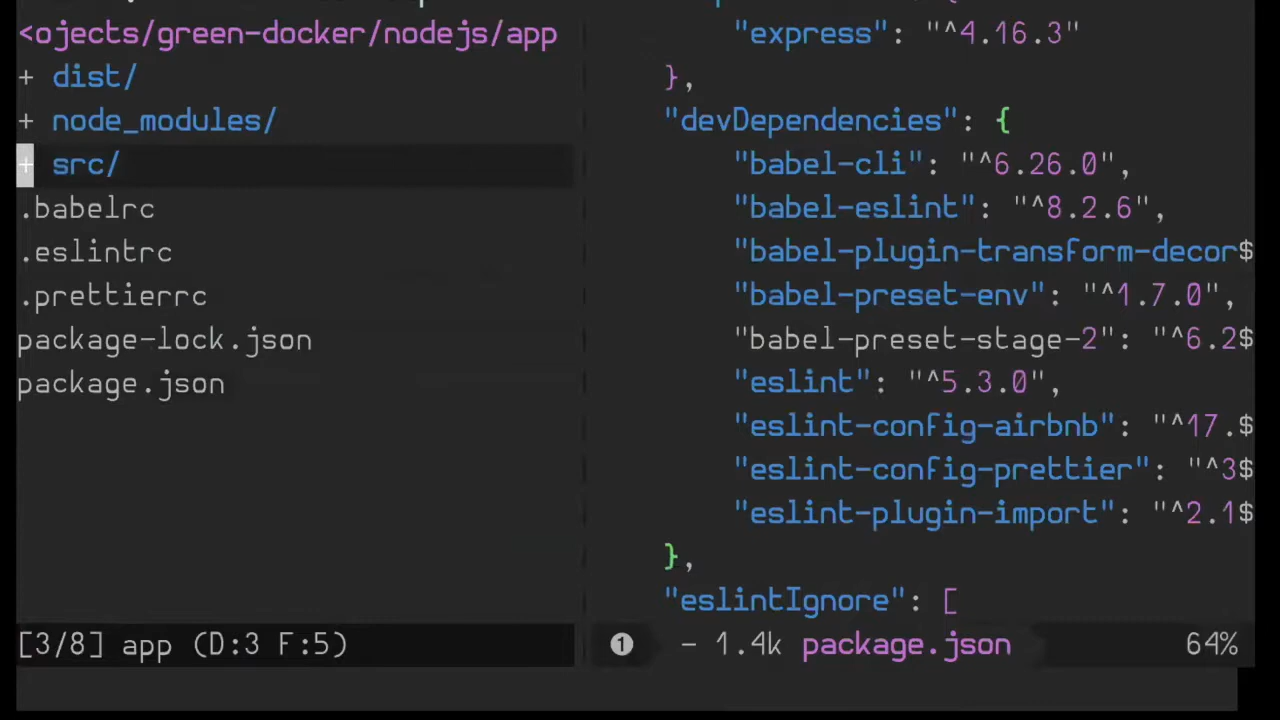 <ojects/green-docker/nodejs/app
+ dist/
+ node_modules/
+ src/
.babelrc
.eslintrc
.prettierrc
package-lock.json
package.json
[3/8] app (D:3 F:5)
"express": "^4.16.3"
},
"devDependencies": {
"babel-cli": "^6.26.0",
"babel-eslint": "^8.2.6",
"babel-plugin-transform-decor$
"babel-preset-env": "^1.7.0",
"babel-preset-stage-2": "^6.2$
"eslint": "^5.3.0",
"eslint-config-airbnb": "^17.$
"eslint-config-prettier": "^3$
"eslint-plugin-import": "^2.1$
},
"eslintIgnore": [
❶ - 1.4k package.json 64%